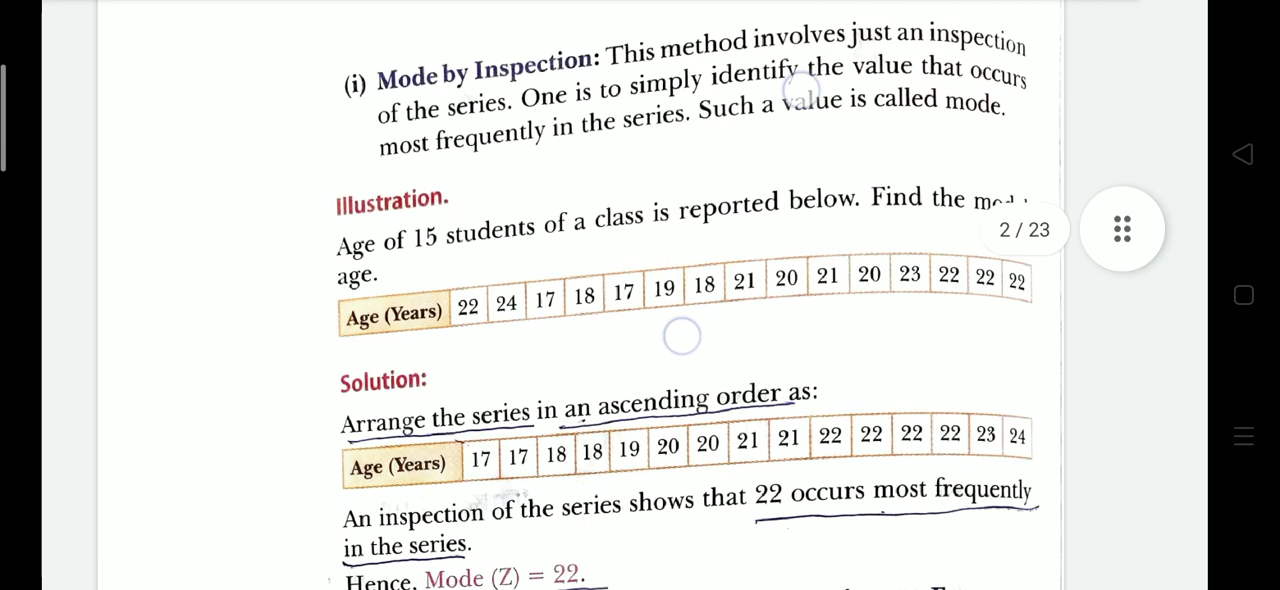 (i) Mode by Inspection: This method involves just an inspection
of the series. One is to simply identify the value that occurs
most frequently in the series. Such a value is called mode.
Illustration.
Age of 15 students of a class is reported below. Find the
2 / 23
age.
Age (Years) 22 24 17 18 17 19 18 21 20 21 20 23 22 22 22
Solution:
Arrange the series in an ascending order as:
Age (Years) 17 17 18 18 19 20 20 21 21 22 22 22 22 23 24
An inspection of the series shows that 22 occurs most frequently
in the series.
Hence, Mode (Z) = 22.